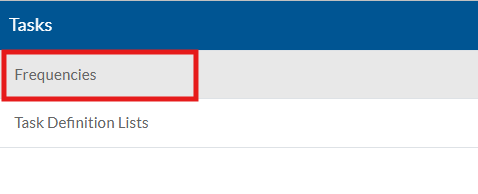 Tasks
Frequencies
Task Definition Lists